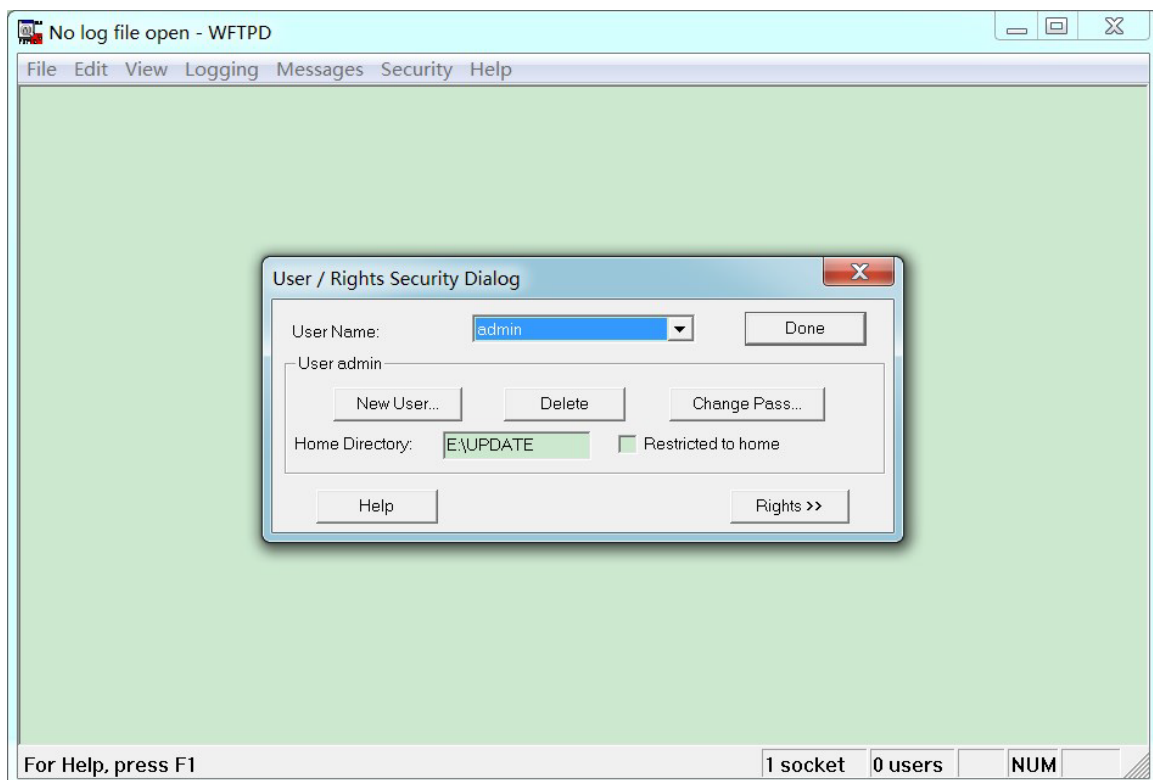 No log file open - WFTPD
File Edit View Logging Messages Security Help
User / Rights Security Dialog
User Name: admin Done
User admin
New User... Delete Change Pass...
Home Directory: E:\UPDATE Restricted to home
Help Rights >>
For Help, press F1 1 socket 0 users NUM